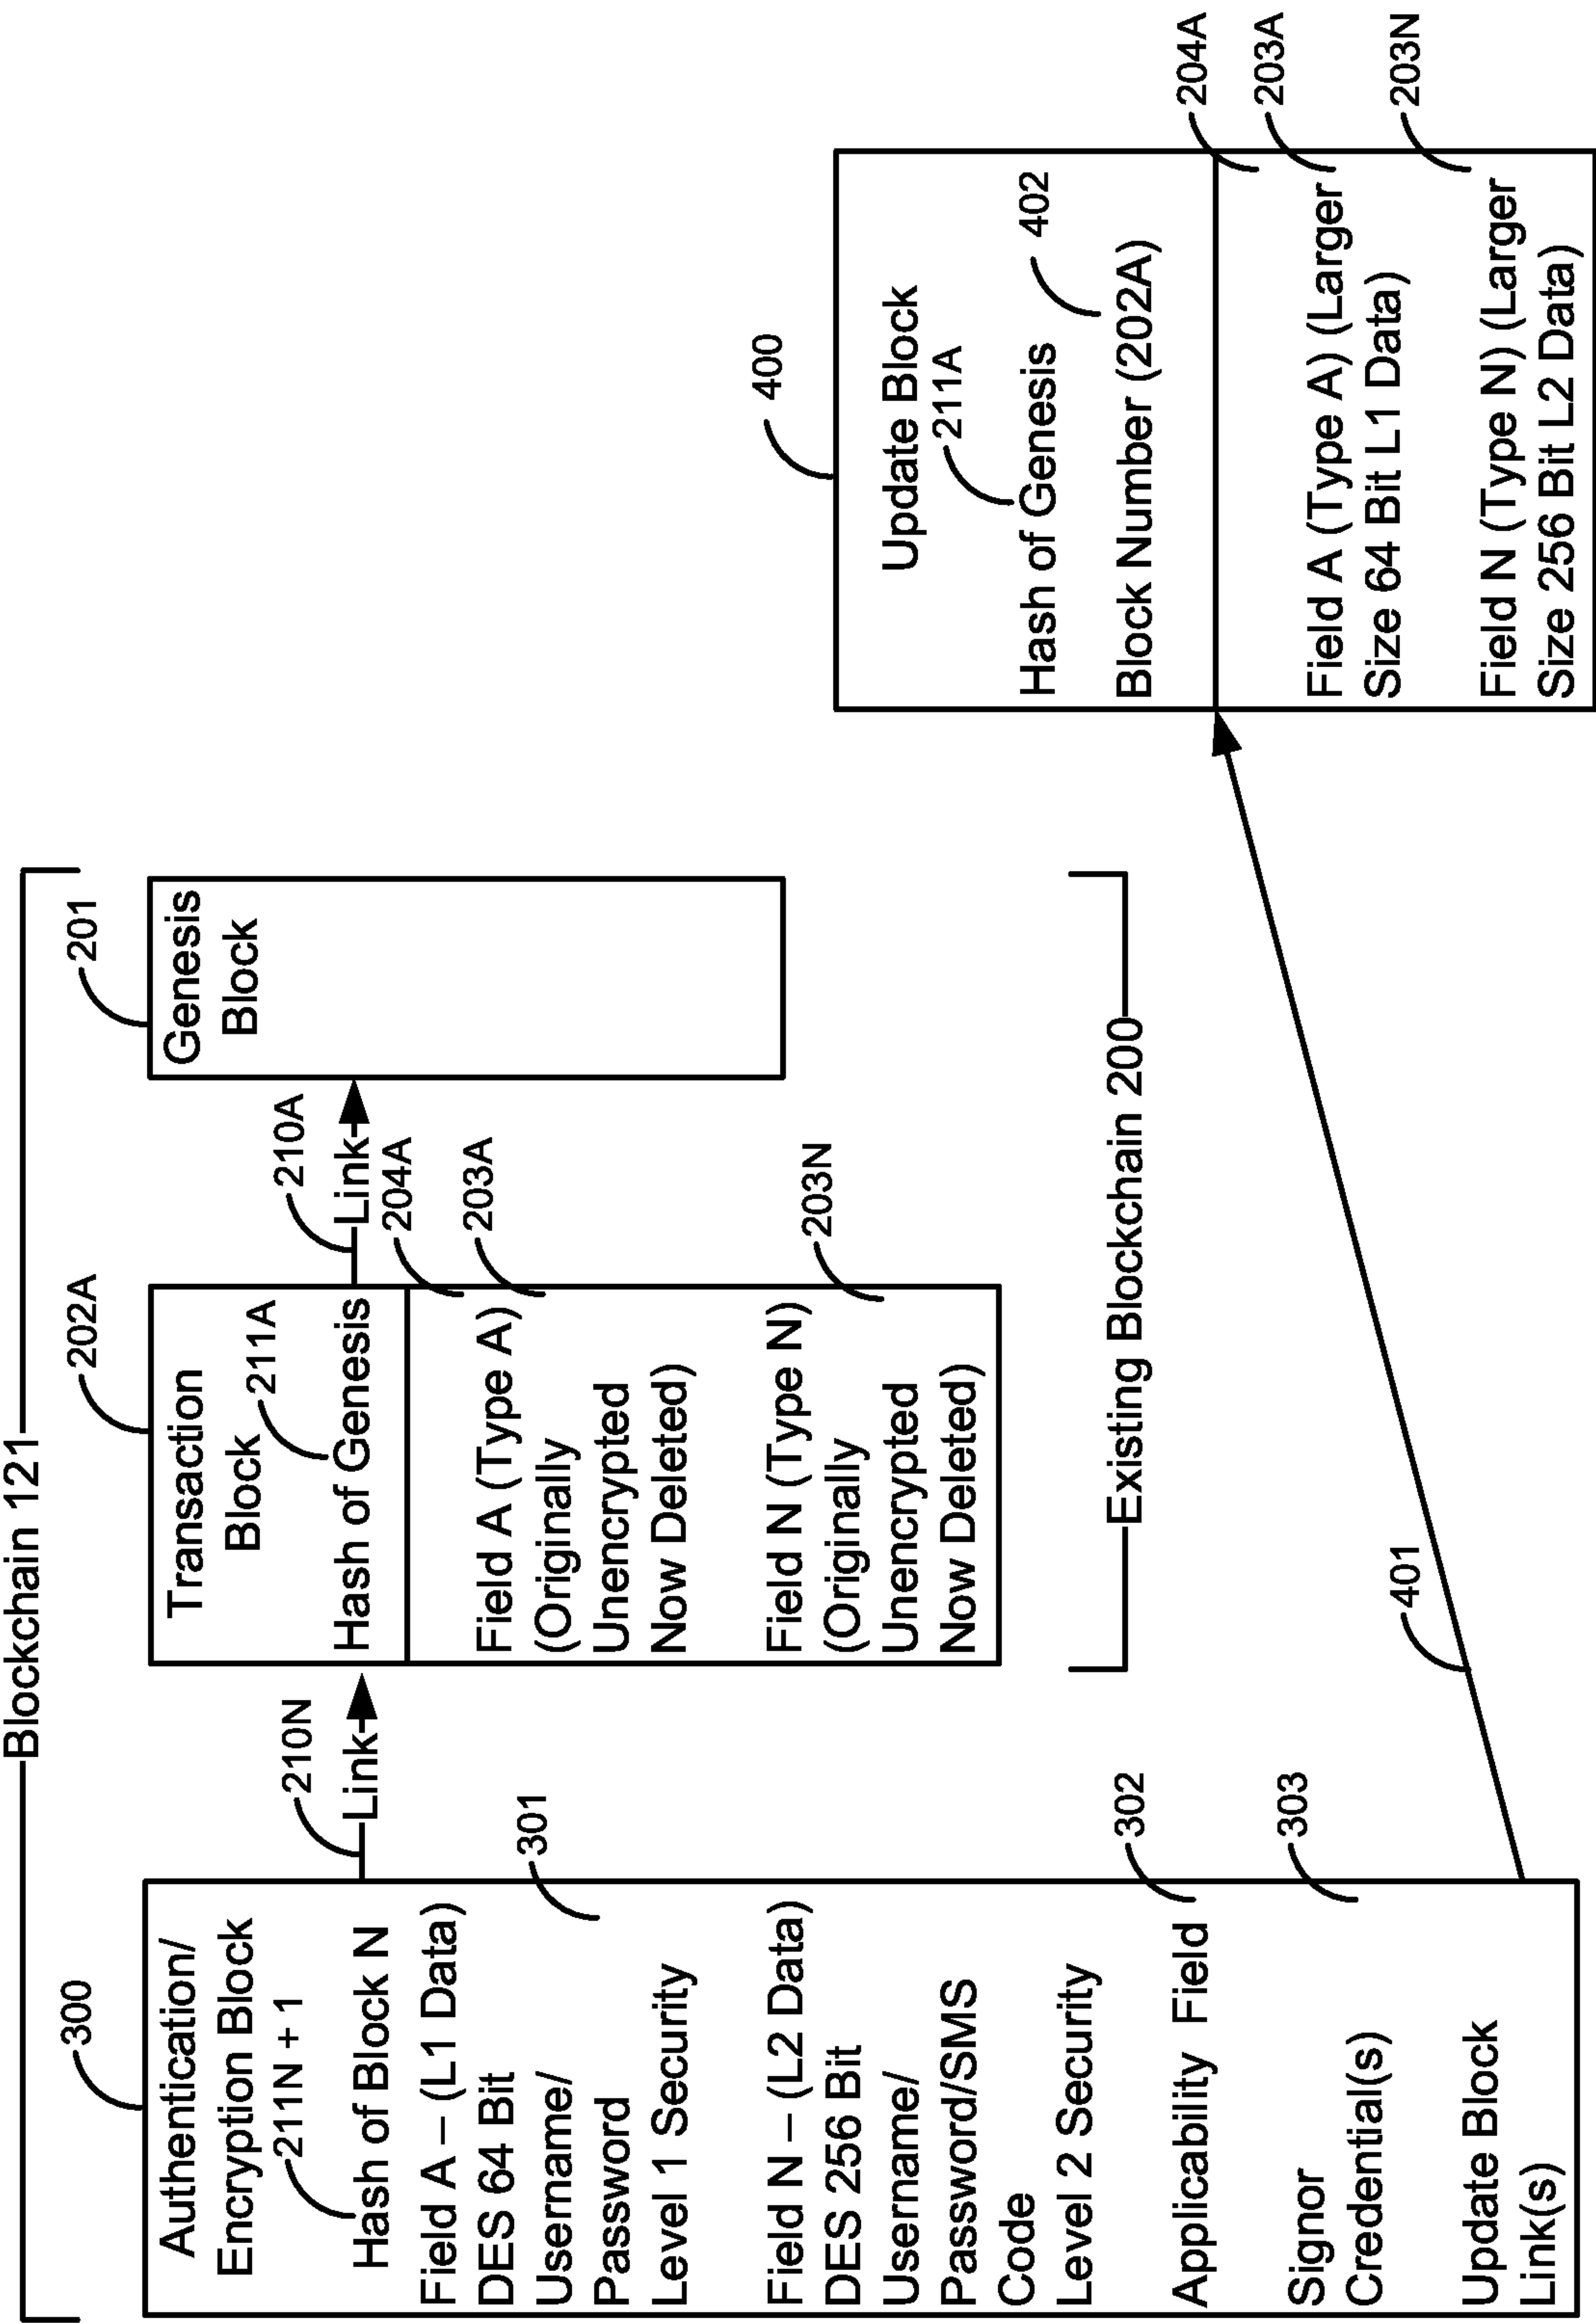 Blockchain 121
300
Authentication/
Encryption Block
211N + 1
Hash of Block N
Field A – (L1 Data)
DES 64 Bit
Username/
Password
Level 1 Security
301
Field N – (L2 Data)
DES 256 Bit
Username/
Password/SMS
Code
Level 2 Security
Applicability Field
302
Signor
Credential(s)
303
Update Block
Link(s)
210N
Link
202A
Transaction
Block
211A
Hash of Genesis
204A
Field A (Type A)
(Originally
Unencrypted
Now Deleted)
203A
Field N (Type N)
(Originally
Unencrypted
Now Deleted)
203N
210A
Link
201
Genesis
Block
Existing Blockchain 200
401
400
Update Block
211A
Hash of Genesis
402
Block Number (202A)
204A
Field A (Type A) (Larger
Size 64 Bit L1 Data)
203A
Field N (Type N) (Larger
Size 256 Bit L2 Data)
203N